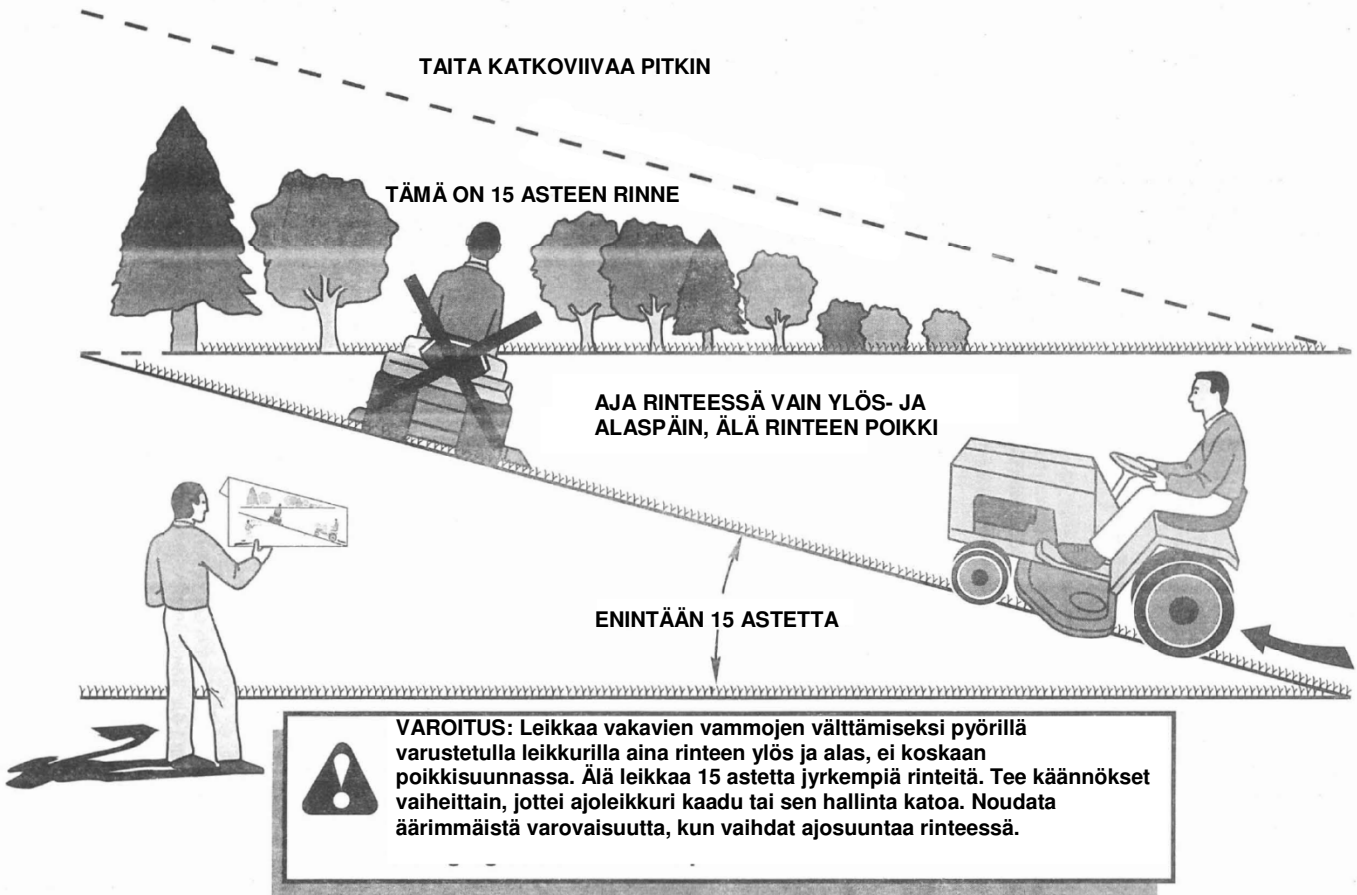 TAITA KATKOVIIVAA PITKIN
TÄMÄ ON 15 ASTEEN RINNE
AJA RINTEESSÄ VAIN YLÖS- JA
ALASPÄIN, ÄLÄ RINTEEN POIKKI
ENINTÄÄN 15 ASTETTA
VAROITUS: Leikkaa vakavien vammojen välttämiseksi pyörillä
varustetulla leikkurilla aina rinteen ylös ja alas, ei koskaan
poikkisuunnassa. Älä leikkaa 15 astetta jyrkempiä rinteitä. Tee käännökset
vaiheittain, jottei ajoleikkuri kaadu tai sen hallinta katoa. Noudata
äärimmäistä varovaisuutta, kun vaihdat ajosuuntaa rinteessä.